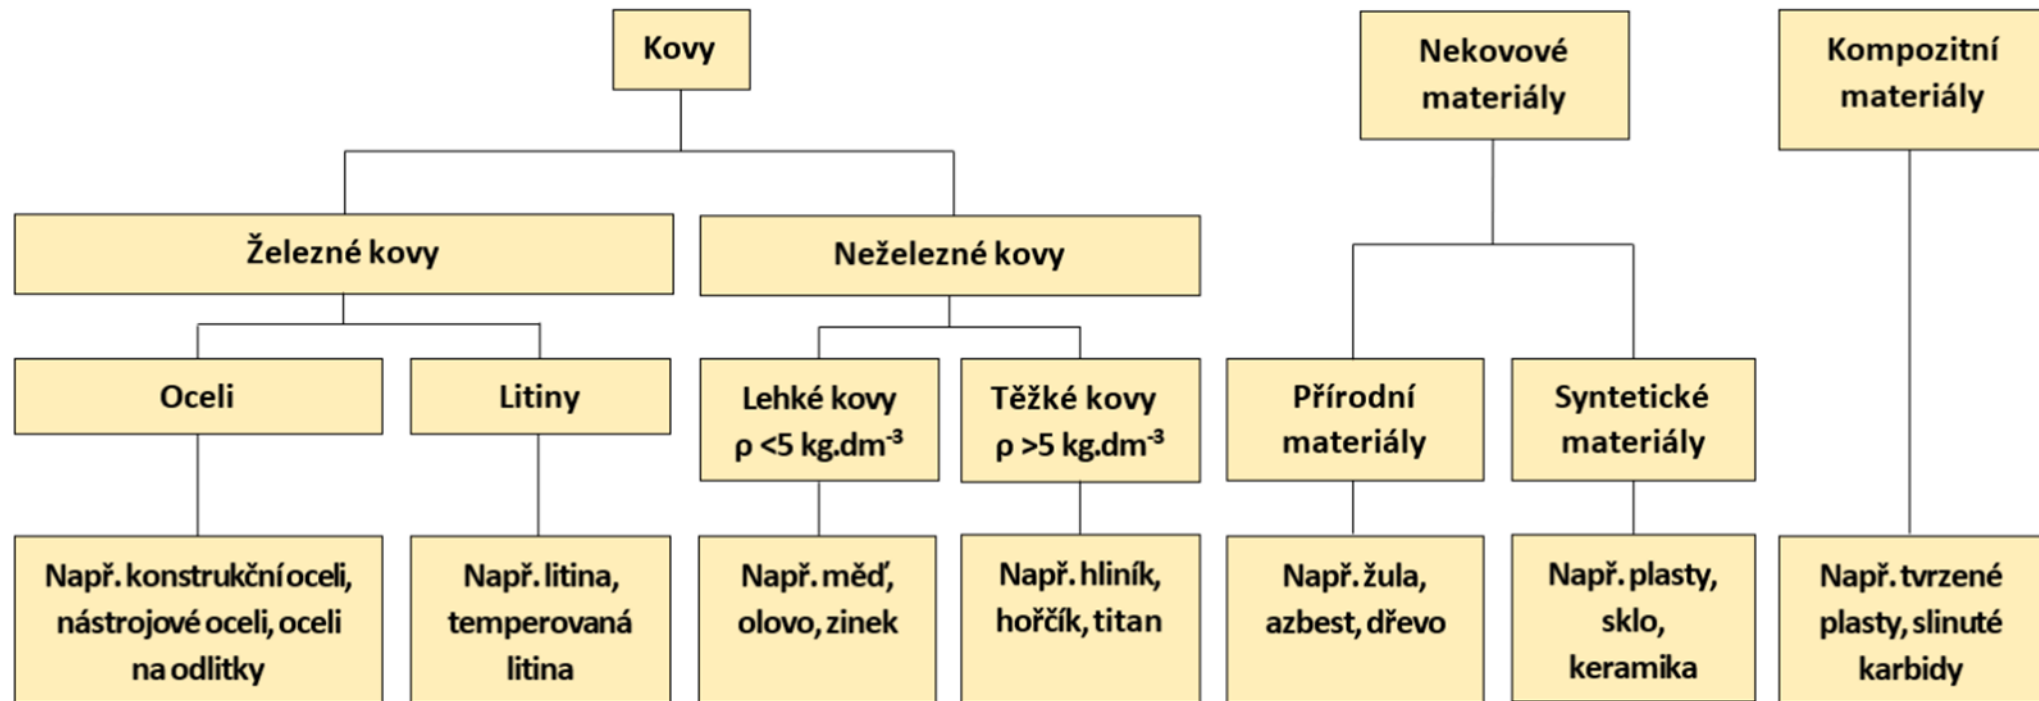 Kovy
Nekovové
materiály
Kompozitní
materiály
Železné kovy
Neželezné kovy
Oceli
Litiny
Lehké kovy
ρ <5 kg.dm⁻³
Těžké kovy
ρ >5 kg.dm⁻³
Přírodní
materiály
Syntetické
materiály
Např. konstrukční oceli,
nástrojové oceli, oceli
na odlitky
Např. litina,
temperovaná
litina
Např. měď,
olovo, zinek
Např. hliník,
hořčík, titan
Např. žula,
azbest, dřevo
Např. plasty,
sklo,
keramika
Např. tvrzené
plasty, slinuté
karbidy